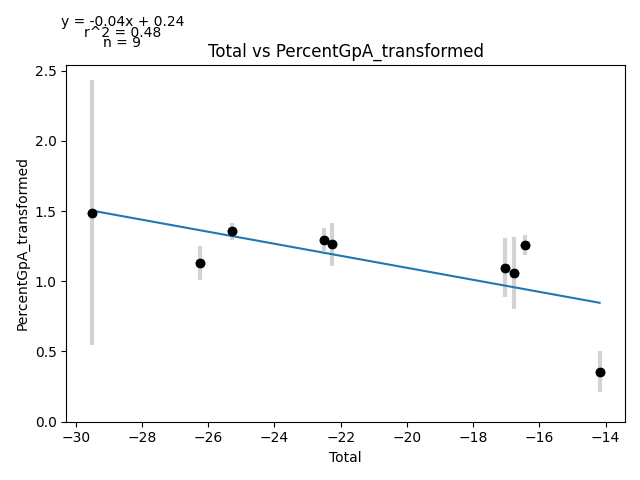 y = -0.04x + 0.24
r^2 = 0.48
n = 9
Total vs PercentGpA_transformed
PercentGpA_transformed
2.5
2.0
1.5
1.0
0.5
0.0
−30
−28
−26
−24
−22
−20
−18
−16
−14
Total